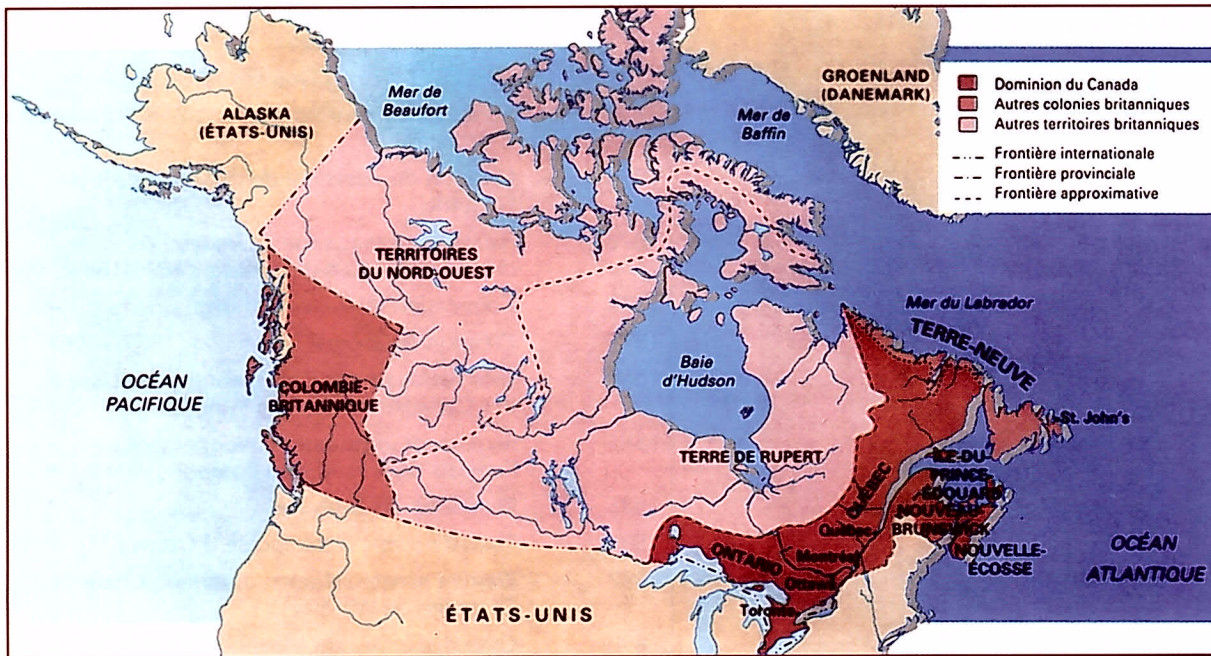 GROENLAND
(DANEMARK)
Mer de
Beaufort
ALASKA
(ÉTATS-UNIS)
Mer de
Baffin
Dominion du Canada
Autres colonies britanniques
Autres territoires britanniques
Frontière internationale
Frontière provinciale
Frontière approximative
TERRITOIRES
DU NORD-OUEST
Mer du Labrador
TERRE-NEUVE
OCÉAN
PACIFIQUE
COLOMBIE-
BRITANNIQUE
Baie
d'Hudson
St. John's
TERRE DE RUPERT
ÎLE-DU-
PRINCE-
ÉDOUARD
QUÉBEC
Québec
NOUVEAU-
BRUNSWICK
NOUVELLE-
ÉCOSSE
ONTARIO
Montréal
Ottawa
Toronto
OCÉAN
ATLANTIQUE
ÉTATS-UNIS